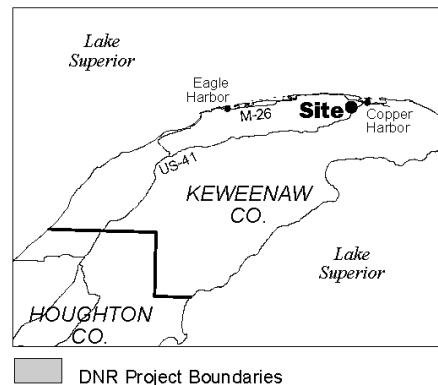 Lake
Superior
Eagle
Harbor
M-26
Site
Copper
Harbor
US-41
KEWEENAW
CO.
Lake
Superior
HOUGHTON
CO.
DNR Project Boundaries